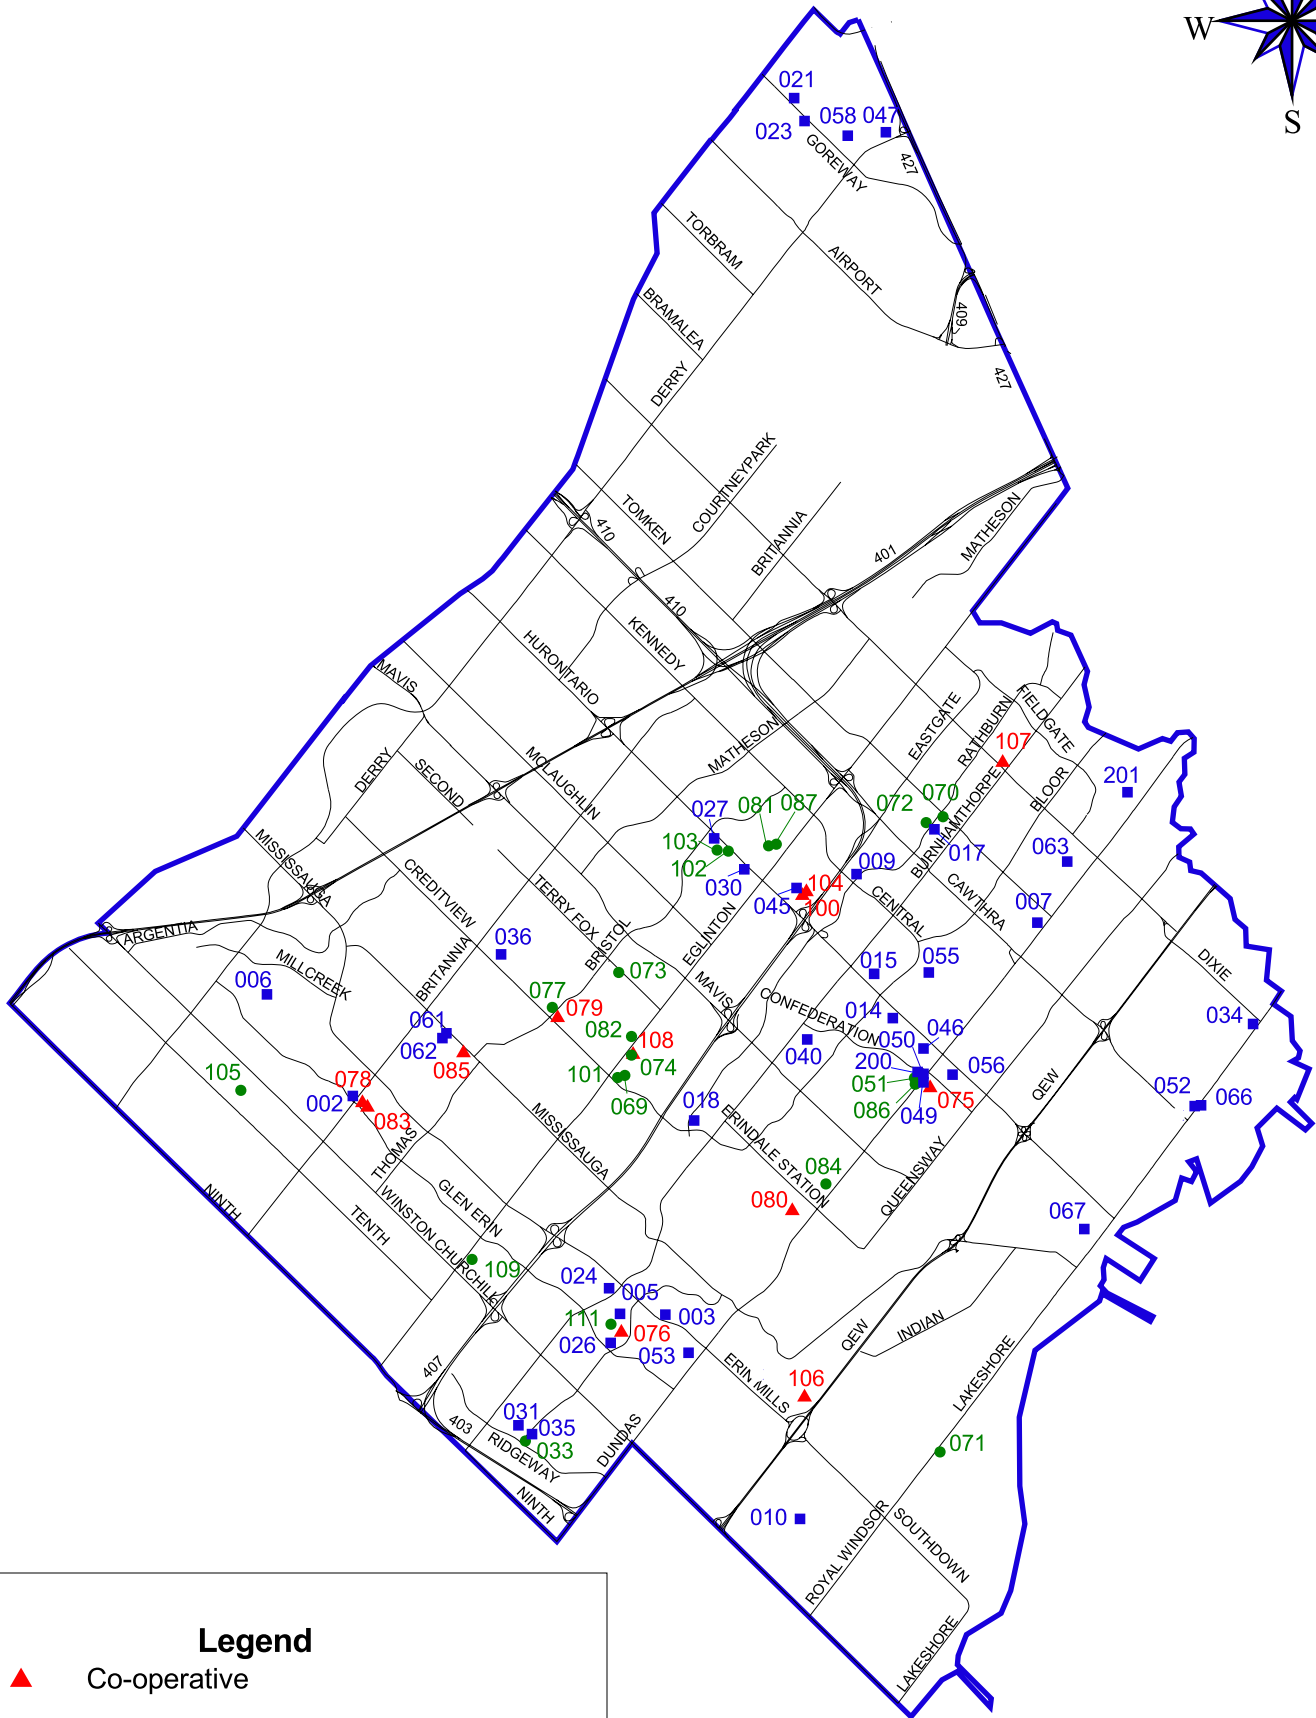 W
S
021
023
058
047
GOREWAY
427
TORBRAM
AIRPORT
BRAMALEA
409
DERRY
427
COURTNEYPARK
TOMKEN
410
BRITANNIA
401
MATHESON
410
KENNEDY
HURONTARIO
MAVIS
FIELDGATE
EASTGATE
RATHBURN
107
MATHESON
DERRY
SECOND
MCLAUGHLIN
BURNHAMTHORPE
BLOOR
201
027
081
087
072
070
103
102
017
063
MISSISSAUGA
CREDITVIEW
TERRY FOX
030
045
104
100
009
CENTRAL
CAWTHRA
007
ARGENTIA
MILLCREEK
BRITANNIA
036
BRISTOL
EGLINTON
DIXIE
006
073
MAVIS
015
055
CONFEDERATION
077
079
061
062
082
108
014
050
046
034
040
085
074
200
056
QEW
105
078
002
083
101
069
051
086
049
075
052
066
018
MISSISSAUGA
ERINDALE STATION
THOMAS
084
QUEENSWAY
080
067
NINTH
TENTH
WINSTON CHURCHILL
GLEN ERIN
109
024
005
003
111
076
026
053
QEW
INDIAN
407
ERIN MILLS
106
LAKESHORE
031
035
033
403
RIDGEWAY
DUNDAS
071
NINTH
010
ROYAL WINDSOR
SOUTHDOWN
LAKESHORE
Legend
Co-operative